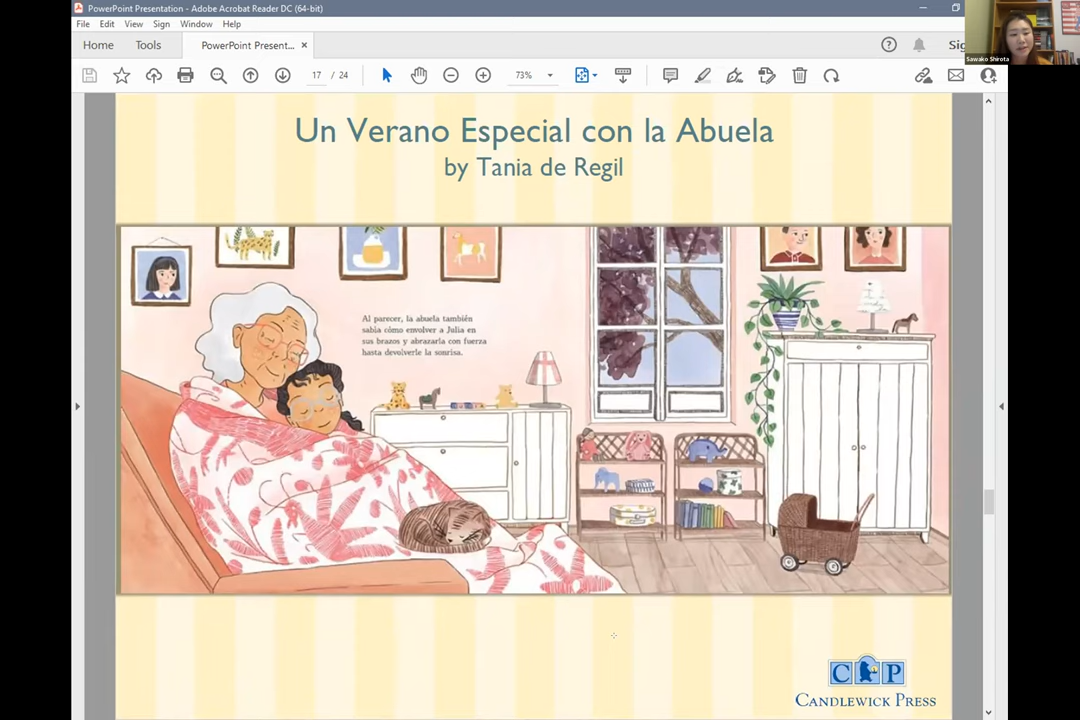 PowerPoint Presentation - Adobe Acrobat Reader DC (64-bit)
File Edit View Sign Window Help
Home Tools PowerPoint Present... × Sig
17 / 24 73%
Sawako Shirota
Un Verano Especial con la Abuela
by Tania de Regil
Al parecer, la abuela también
sabía cómo envolver a Julia en
sus brazos y abrazarla con fuerza
hasta devolverle la sonrisa.
C P
CANDLEWICK PRESS